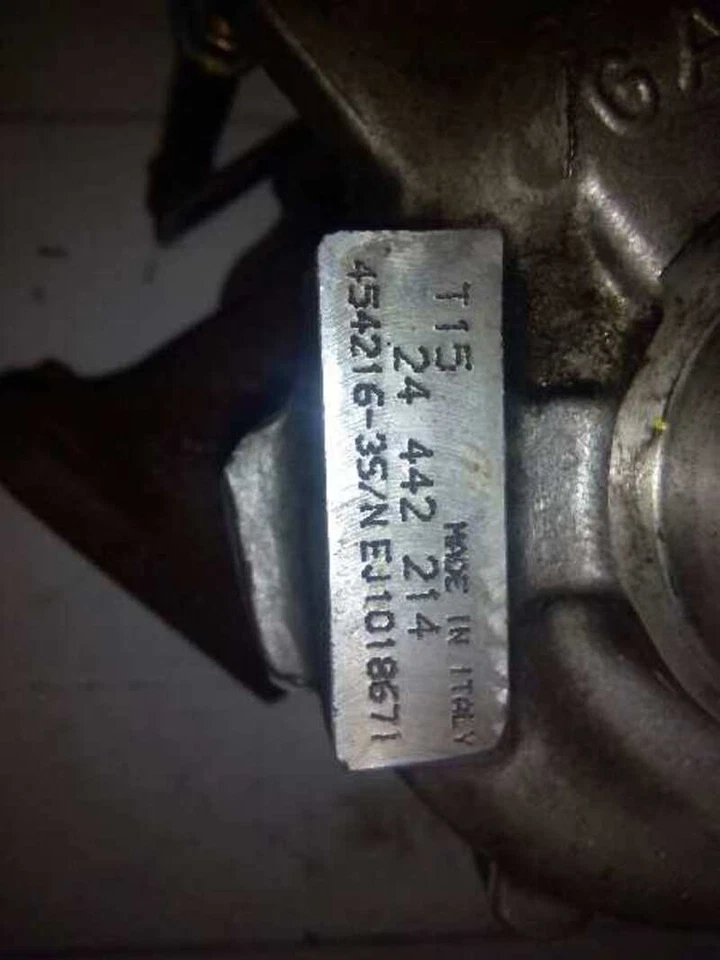 T15 MADE IN ITALY
24 442 214
454216-3S/N EJ1018671